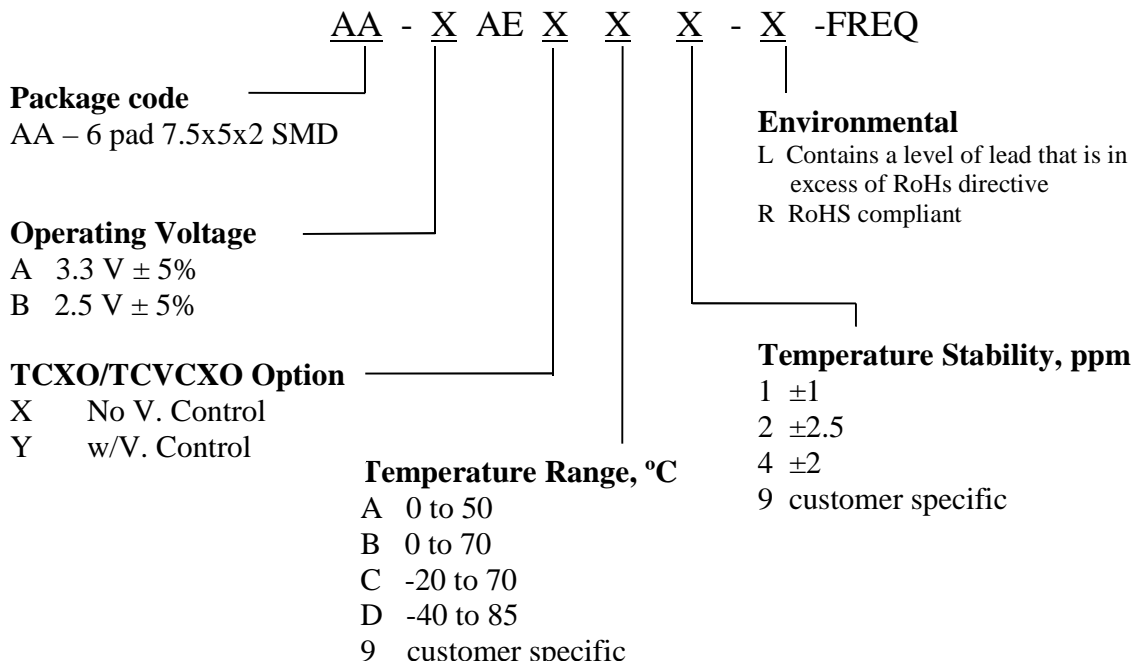 AA - X AE X X X - X -FREQ
Package code
AA – 6 pad 7.5x5x2 SMD
Operating Voltage
A 3.3 V ± 5%
B 2.5 V ± 5%
TCXO/TCVCXO Option
X No V. Control
Y w/V. Control
Temperature Range, ºC
A 0 to 50
B 0 to 70
C -20 to 70
D -40 to 85
9 customer specific
Environmental
L Contains a level of lead that is in
excess of RoHs directive
R RoHS compliant
Temperature Stability, ppm
1 ±1
2 ±2.5
4 ±2
9 customer specific